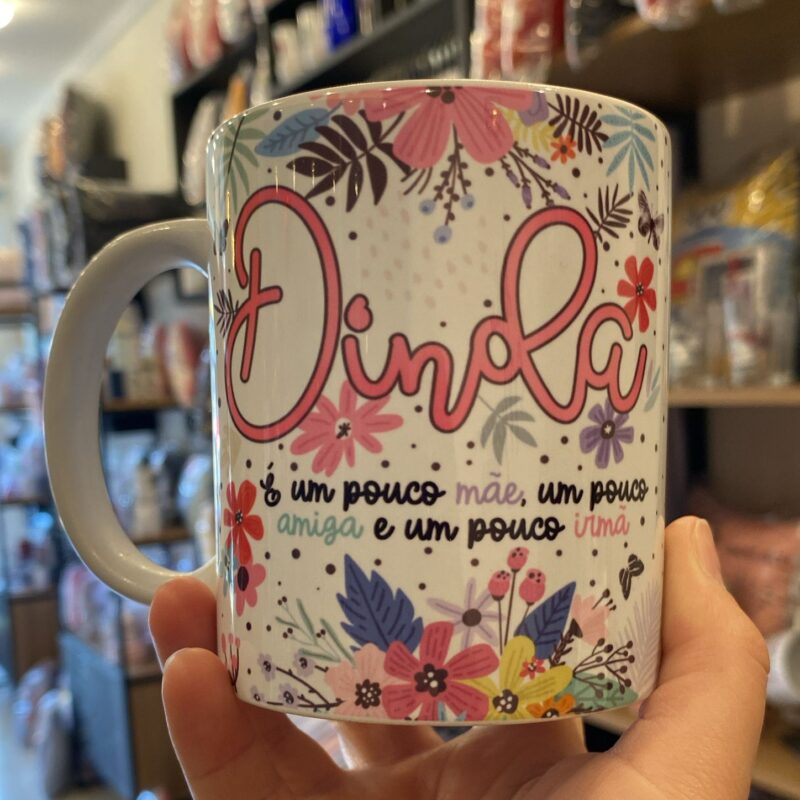 Dinda
É um pouco mãe, um pouco
amiga e um pouco irmã